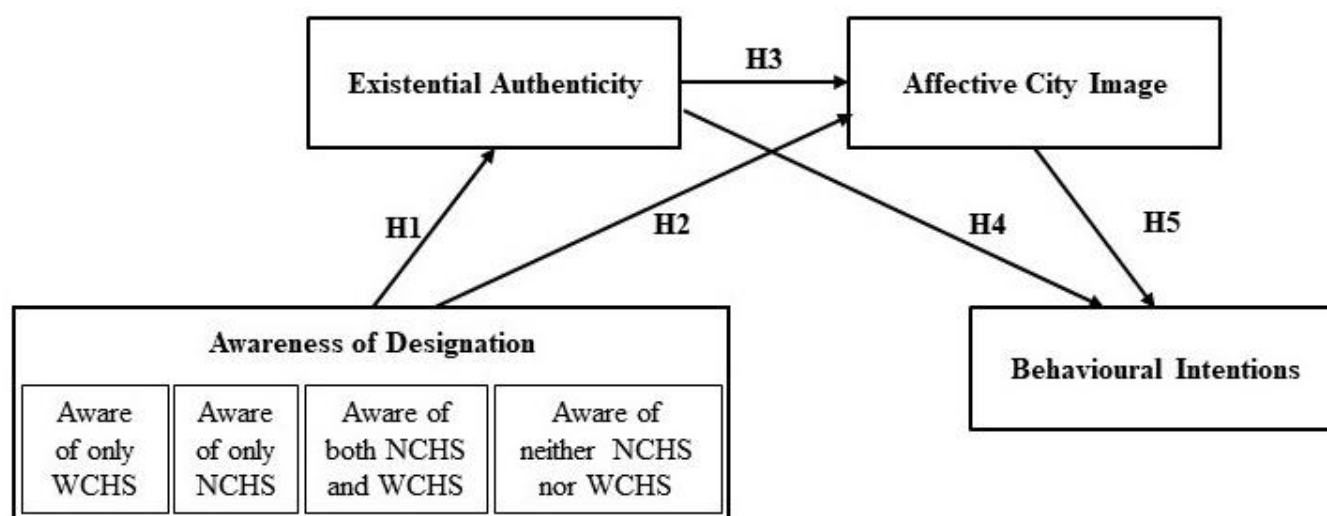 Existential Authenticity
H3
Affective City Image
H1
H2
H4
H5
Awareness of Designation
Aware
of only
WCHS
Aware
of only
NCHS
Aware of
both NCHS
and WCHS
Aware of
neither NCHS
nor WCHS
Behavioural Intentions